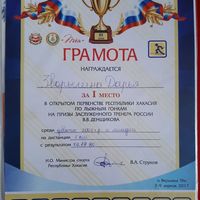 ГРАМОТА
НАГРАЖДАЕТСЯ
Дарья
ЗА I МЕСТО
В ОТКРЫТОМ ПЕРВЕНСТВЕ РЕСПУБЛИКИ ХАКАСИЯ
ПО ЛЫЖНЫМ ГОНКАМ
НА ПРИЗЫ ЗАСЛУЖЕННОГО ТРЕНЕРА РОССИИ
В.В. ДЕНЩИКОВА
среди
на дистанции
с результатом
И.О. Министра спорта
Республики Хакасия
В.А. Струков